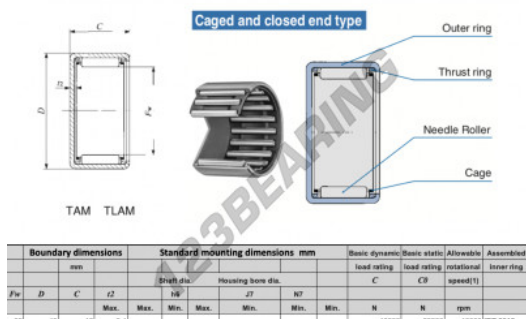 Caged and closed end type
C
Outer ring
Thrust ring
t2
D
Fw
Needle Roller
Cage
TAM TLAM
123BEARING
Boundary dimensions Standard mounting dimensions mm Basic dynamic Basic static Allowable Assembled
mm load rating load rating rotational inner ring
Shaft dia. Housing bore dia. C C0 speed(1)
Fw D C t2 h6 J7 N7
Max. Max. Min. Max. Min. Min. Min. N N rpm